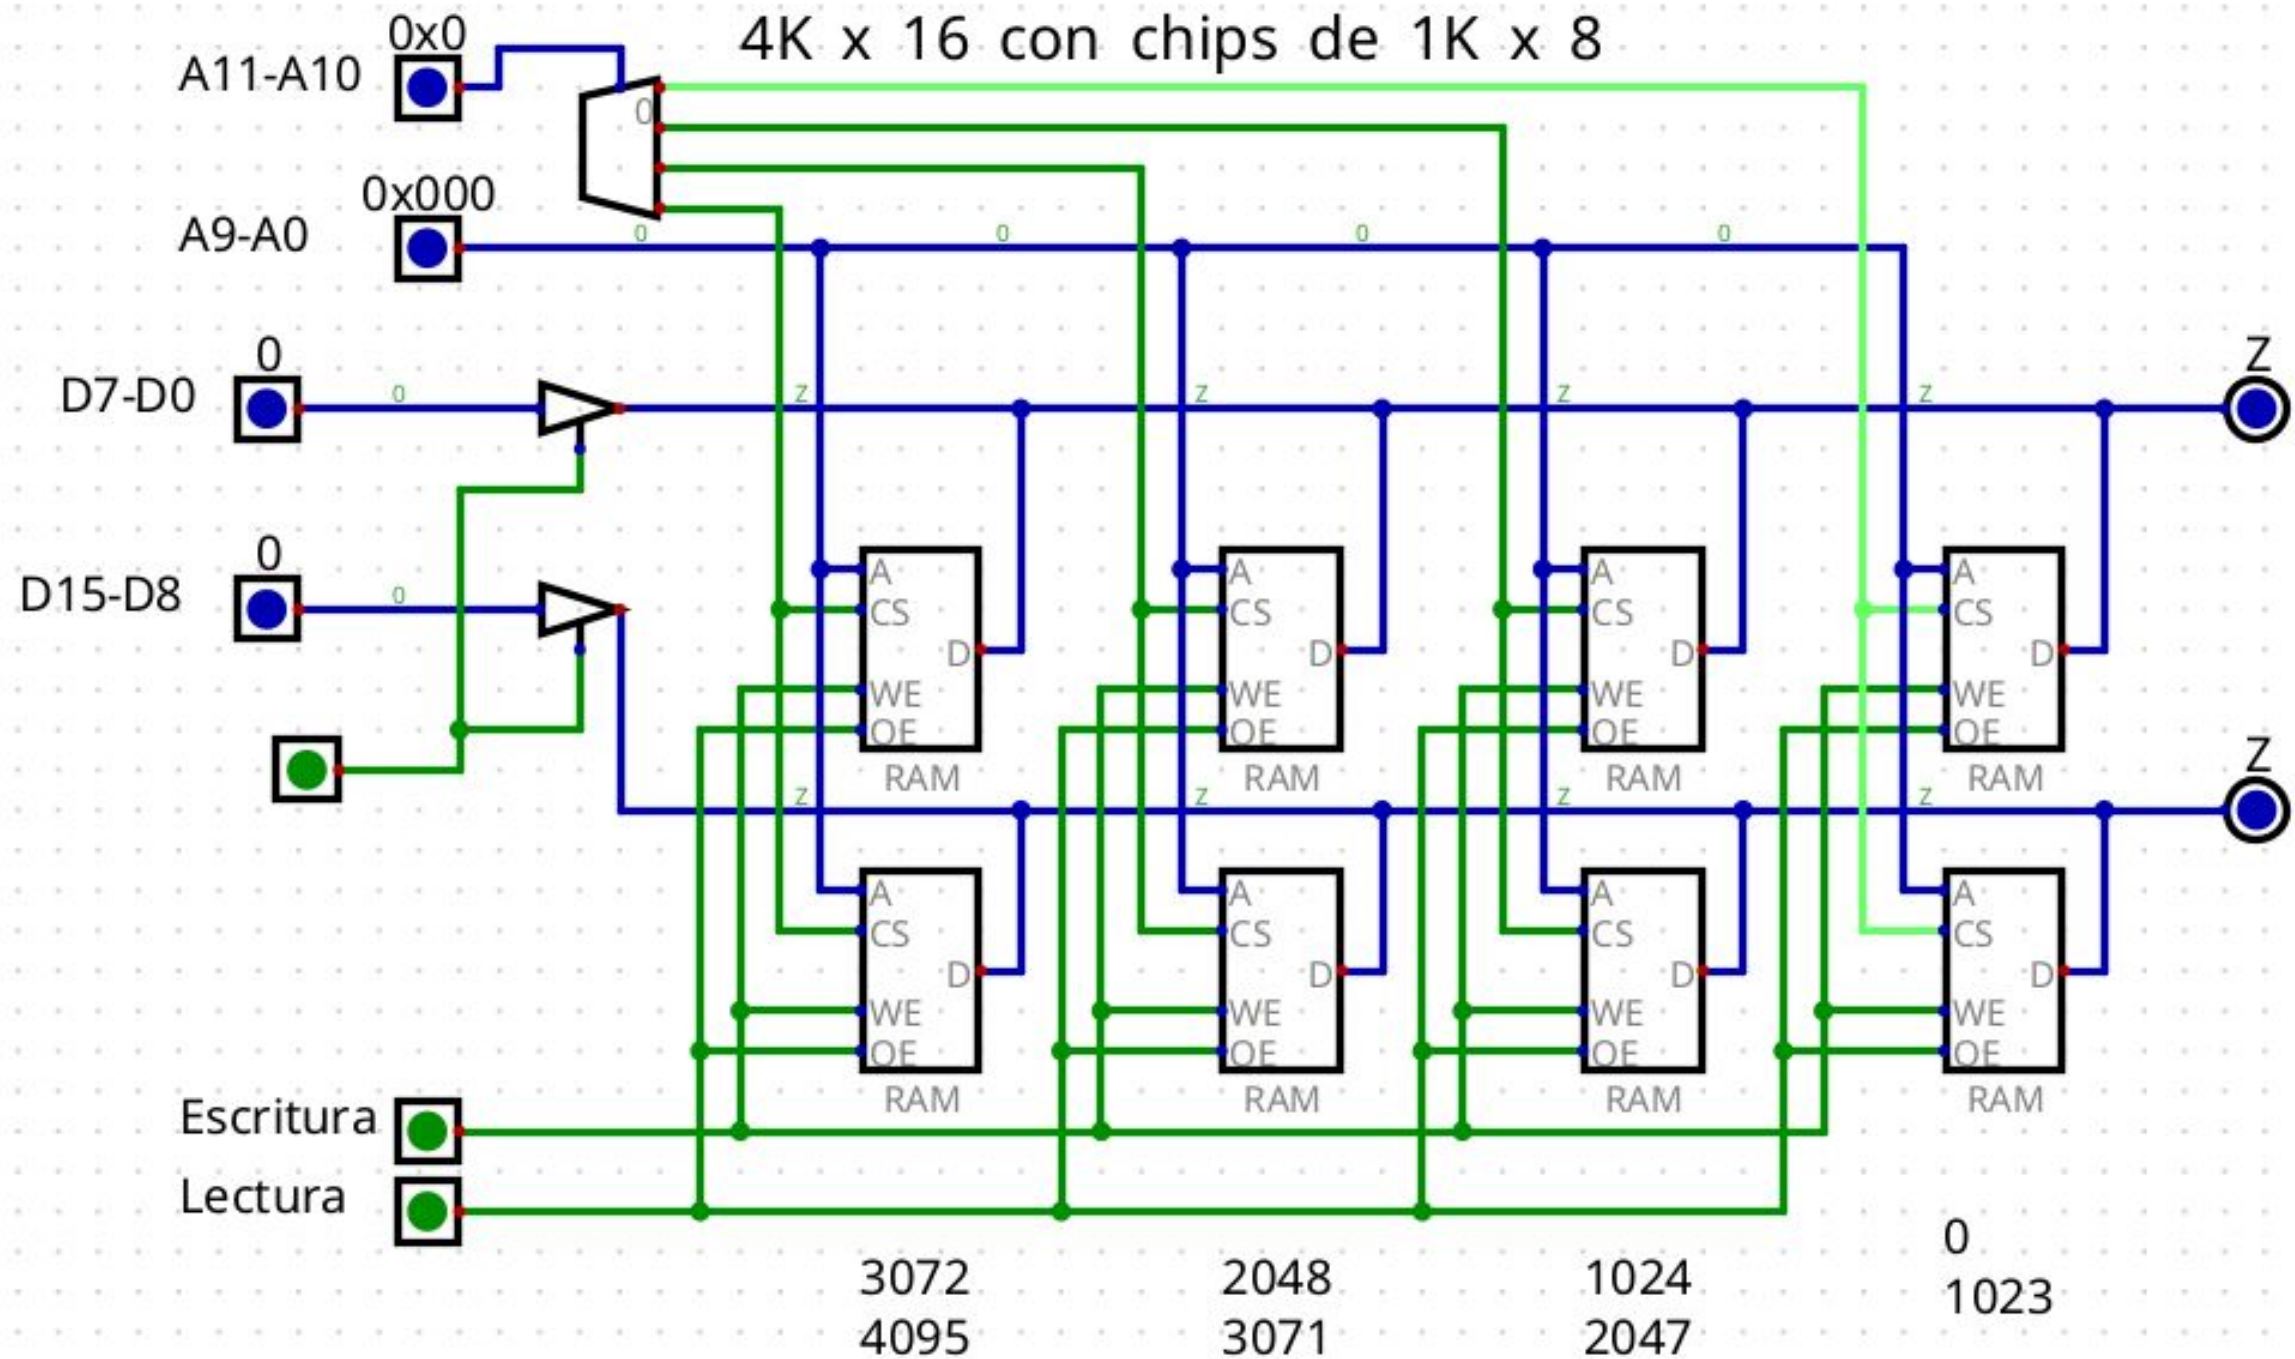 4K x 16 con chips de 1K x 8
0x0
A11-A10
0
0x000
A9-A0
0 0 0 0
0
Z
D7-D0
0 Z Z Z Z
0
D15-D8
0
A A A A
CS CS CS CS
D D D D
WE WE WE WE
OE OE OE OE
RAM RAM RAM RAM
Z
Z Z Z Z
A A A A
CS CS CS CS
D D D D
WE WE WE WE
OE OE OE OE
RAM RAM RAM RAM
Escritura
Lectura
3072 2048 1024 0
4095 3071 2047 1023